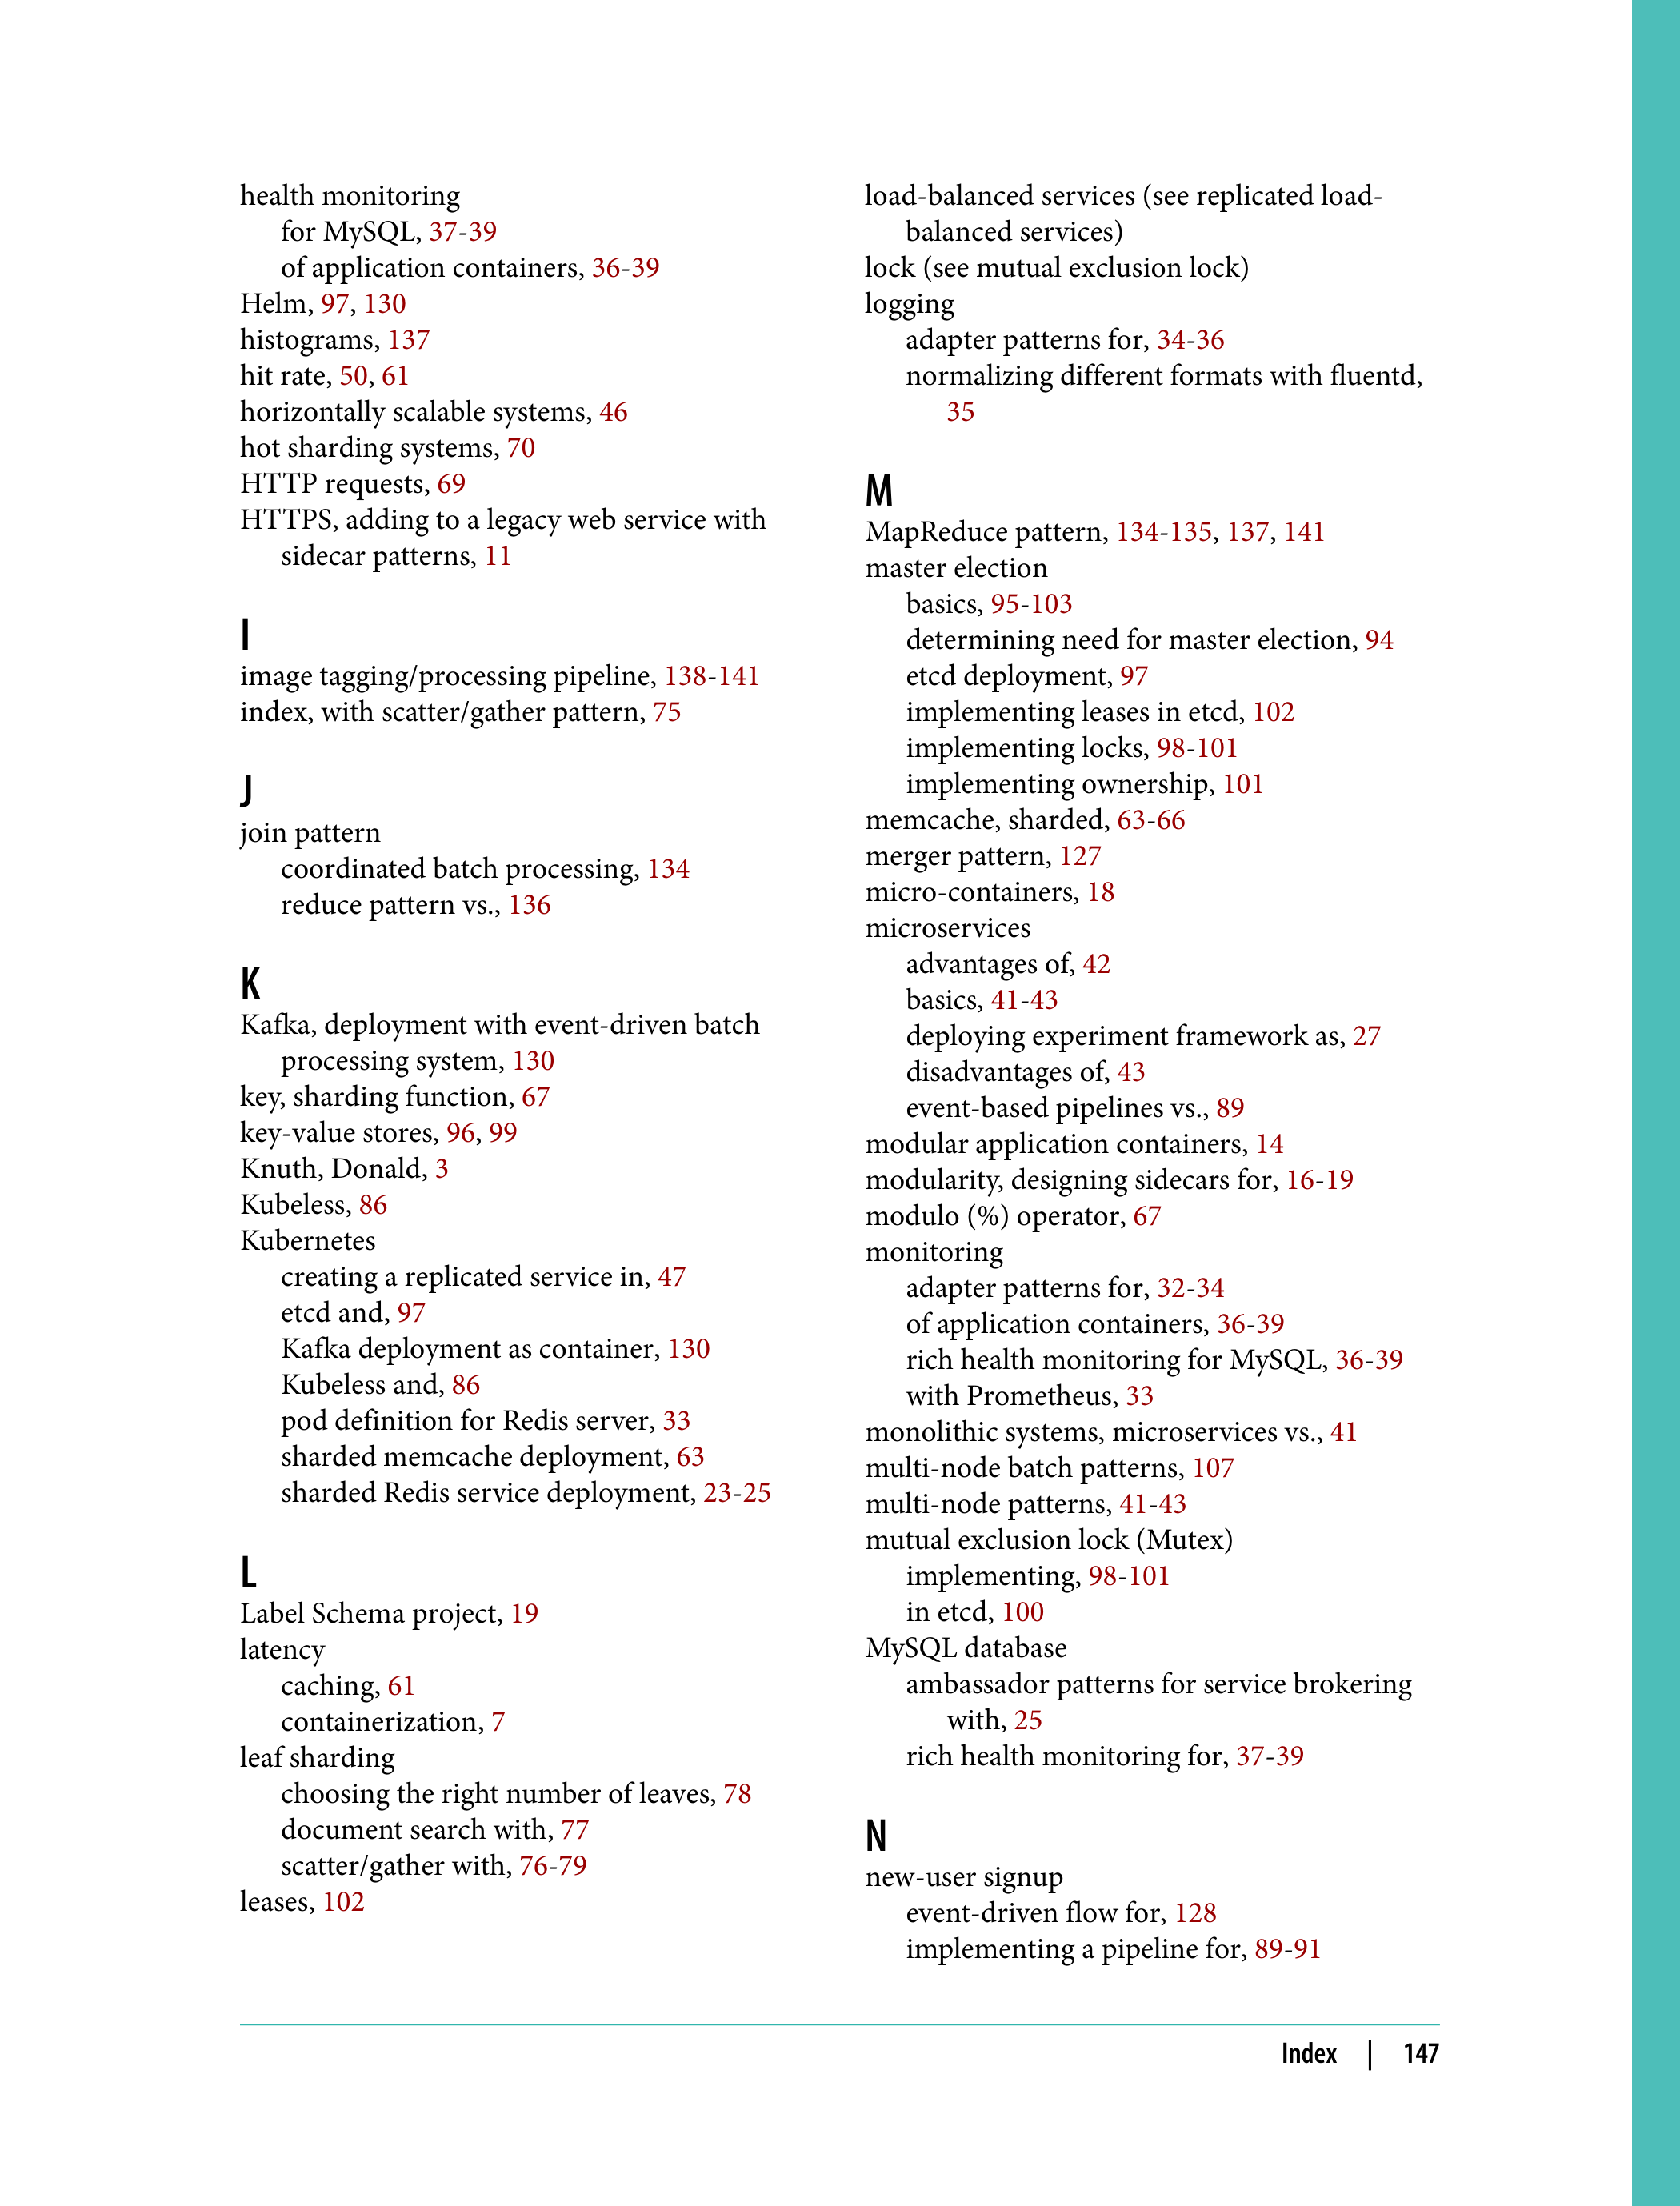 health monitoring
for MySQL, 37-39
of application containers, 36-39
Helm, 97, 130
histograms, 137
hit rate, 50, 61
horizontally scalable systems, 46
hot sharding systems, 70
HTTP requests, 69
HTTPS, adding to a legacy web service with
sidecar patterns, 11
I
image tagging/processing pipeline, 138-141
index, with scatter/gather pattern, 75
J
join pattern
coordinated batch processing, 134
reduce pattern vs., 136
K
Kafka, deployment with event-driven batch
processing system, 130
key, sharding function, 67
key-value stores, 96, 99
Knuth, Donald, 3
Kubeless, 86
Kubernetes
creating a replicated service in, 47
etcd and, 97
Kafka deployment as container, 130
Kubeless and, 86
pod definition for Redis server, 33
sharded memcache deployment, 63
sharded Redis service deployment, 23-25
L
Label Schema project, 19
latency
caching, 61
containerization, 7
leaf sharding
choosing the right number of leaves, 78
document search with, 77
scatter/gather with, 76-79
leases, 102
load-balanced services (see replicated load-
balanced services)
lock (see mutual exclusion lock)
logging
adapter patterns for, 34-36
normalizing different formats with fluentd,
35
M
MapReduce pattern, 134-135, 137, 141
master election
basics, 95-103
determining need for master election, 94
etcd deployment, 97
implementing leases in etcd, 102
implementing locks, 98-101
implementing ownership, 101
memcache, sharded, 63-66
merger pattern, 127
micro-containers, 18
microservices
advantages of, 42
basics, 41-43
deploying experiment framework as, 27
disadvantages of, 43
event-based pipelines vs., 89
modular application containers, 14
modularity, designing sidecars for, 16-19
modulo (%) operator, 67
monitoring
adapter patterns for, 32-34
of application containers, 36-39
rich health monitoring for MySQL, 36-39
with Prometheus, 33
monolithic systems, microservices vs., 41
multi-node batch patterns, 107
multi-node patterns, 41-43
mutual exclusion lock (Mutex)
implementing, 98-101
in etcd, 100
MySQL database
ambassador patterns for service brokering
with, 25
rich health monitoring for, 37-39
N
new-user signup
event-driven flow for, 128
implementing a pipeline for, 89-91
Index | 147